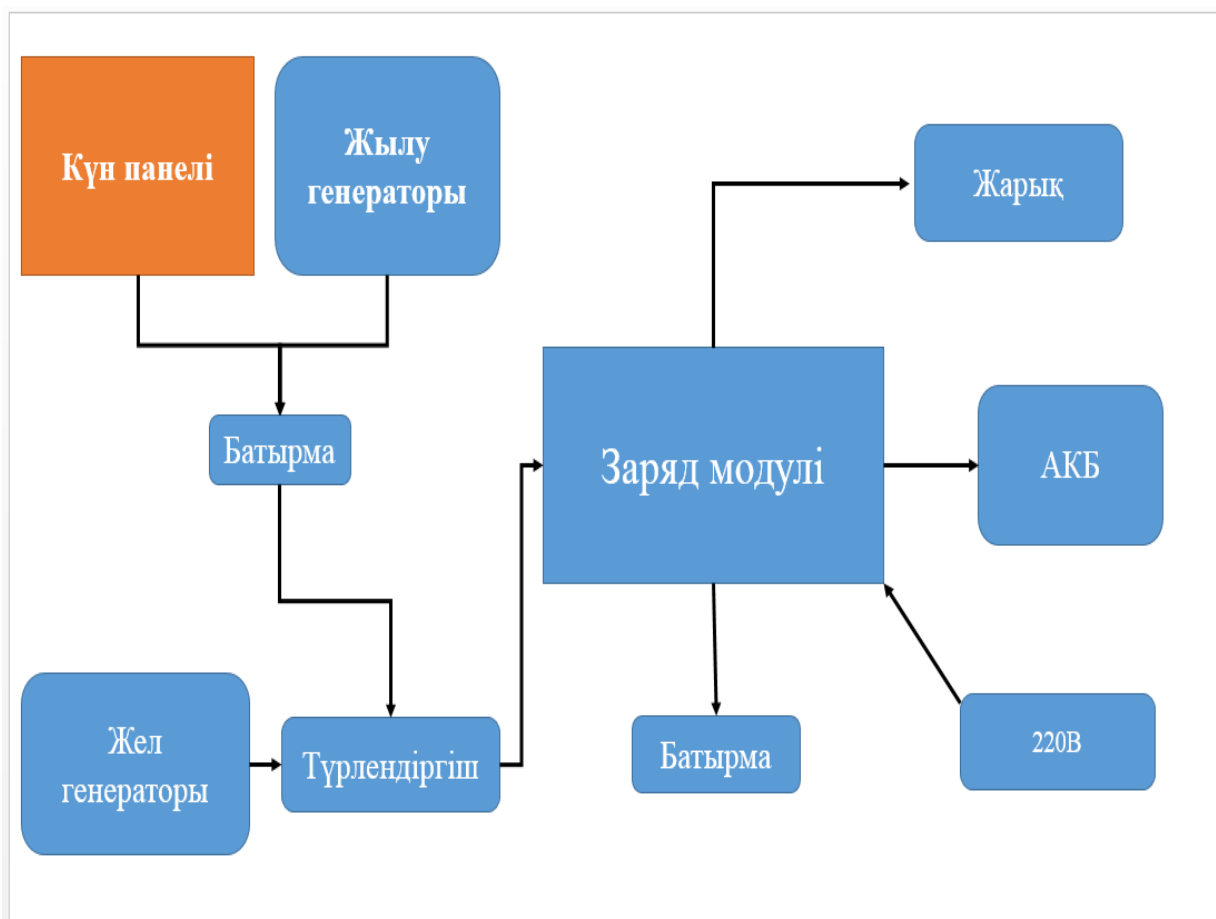 Күн панелі
Жылу
генераторы
Жарық
Батырма
Заряд модулі
АКБ
Жел
генераторы
Түрлендіргіш
Батырма
220В